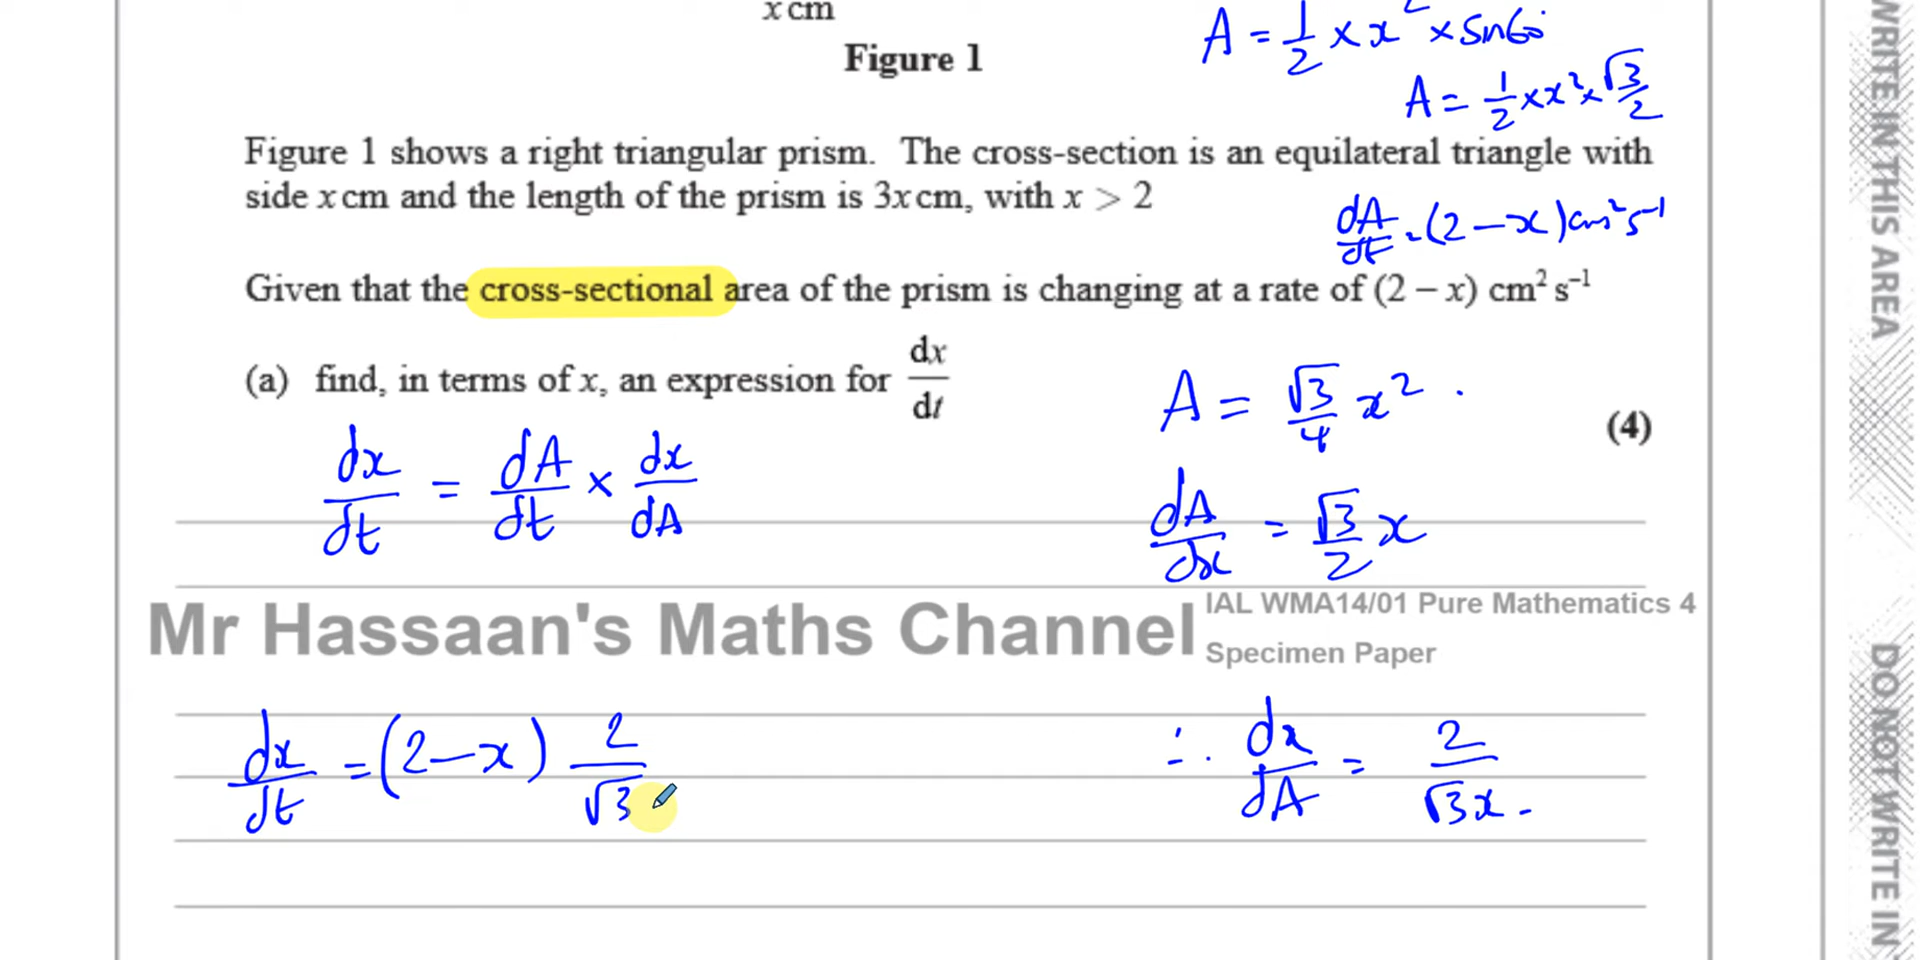 x cm
A = 1/2 × x² × sin60°
Figure 1
A = 1/2 × x² × √3/2
Figure 1 shows a right triangular prism. The cross-section is an equilateral triangle with
side x cm and the length of the prism is 3x cm, with x > 2
dA/dt = (2 – x) cm² s⁻¹
Given that the cross-sectional area of the prism is changing at a rate of (2 – x) cm² s⁻¹
(a) find, in terms of x, an expression for dx/dt
A = √3/4 x²
(4)
dx/dt = dA/dt × dx/dA
dA/dx = √3/2 x
Mr Hassaan's Maths Channel
IAL WMA14/01 Pure Mathematics 4
Specimen Paper
dx/dt = (2 – x) 2/√3
∴ dx/dA = 2/√3x
WRITE IN THIS AREA
DO NOT WRITE IN